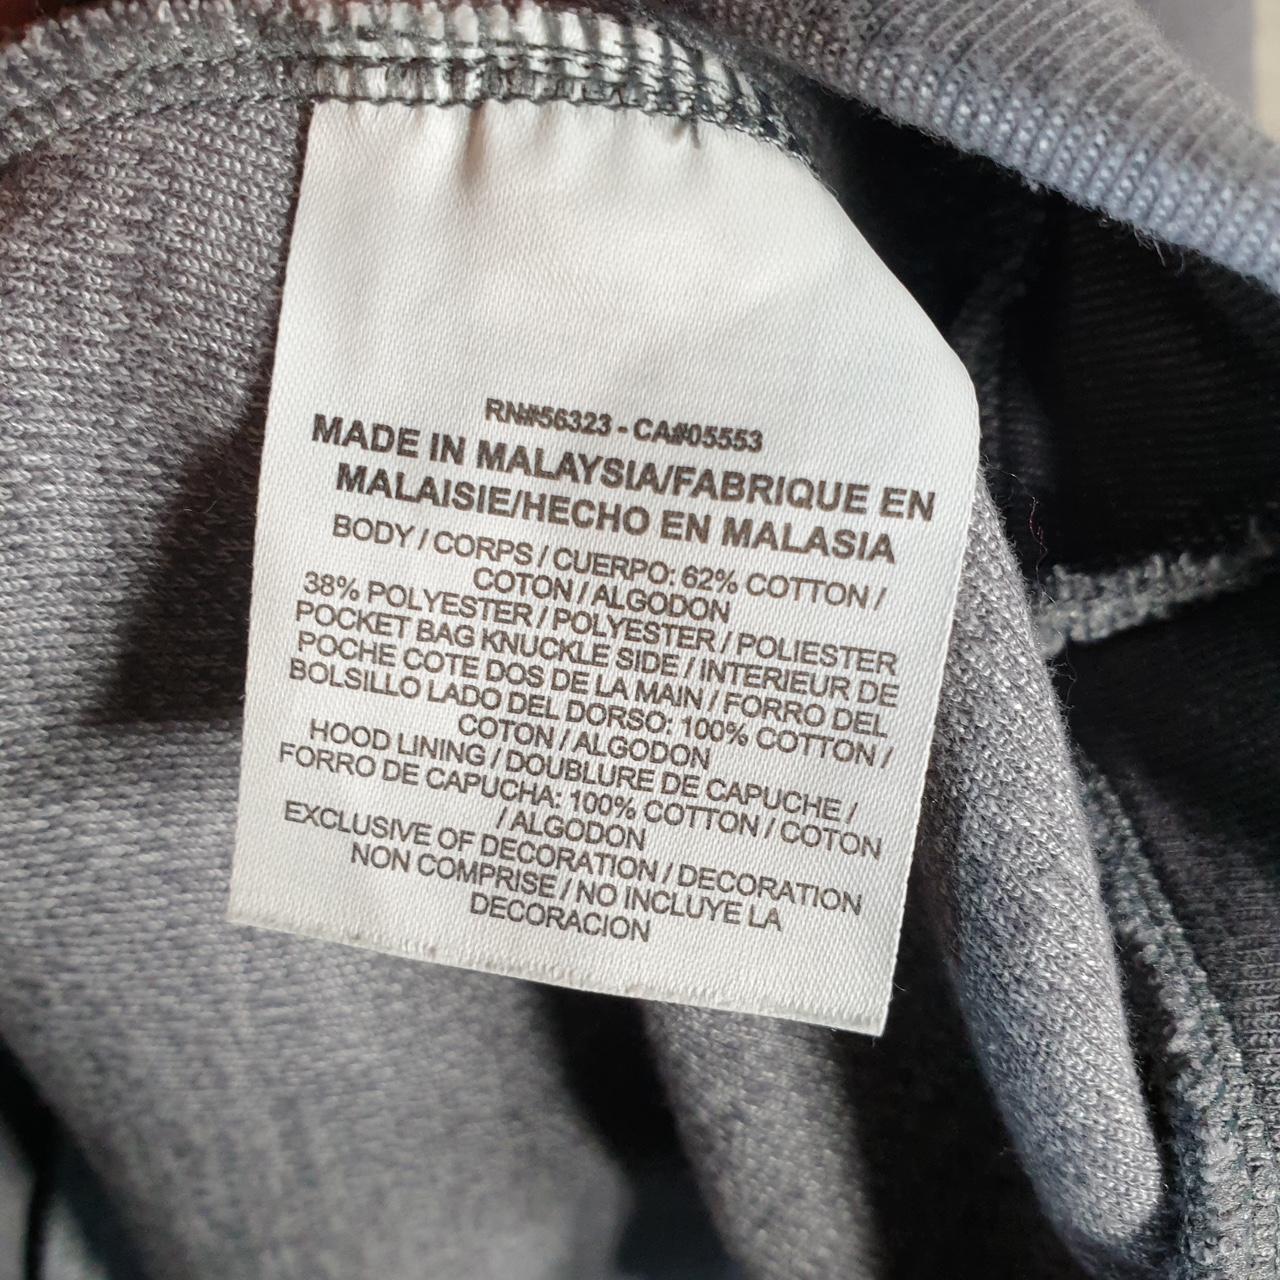 RN#56323 - CA#05553
MADE IN MALAYSIA/FABRIQUE EN
MALAISIE/HECHO EN MALASIA
BODY / CORPS / CUERPO: 62% COTTON /
COTON / ALGODON
38% POLYESTER / POLYESTER / POLIESTER
POCKET BAG KNUCKLE SIDE / INTERIEUR DE
POCHE COTE DOS DE LA MAIN / FORRO DEL
BOLSILLO LADO DEL DORSO: 100% COTTON /
COTON / ALGODON
HOOD LINING / DOUBLURE DE CAPUCHE /
FORRO DE CAPUCHA: 100% COTTON / COTON
/ ALGODON
EXCLUSIVE OF DECORATION / DECORATION
NON COMPRISE / NO INCLUYE LA
DECORACION